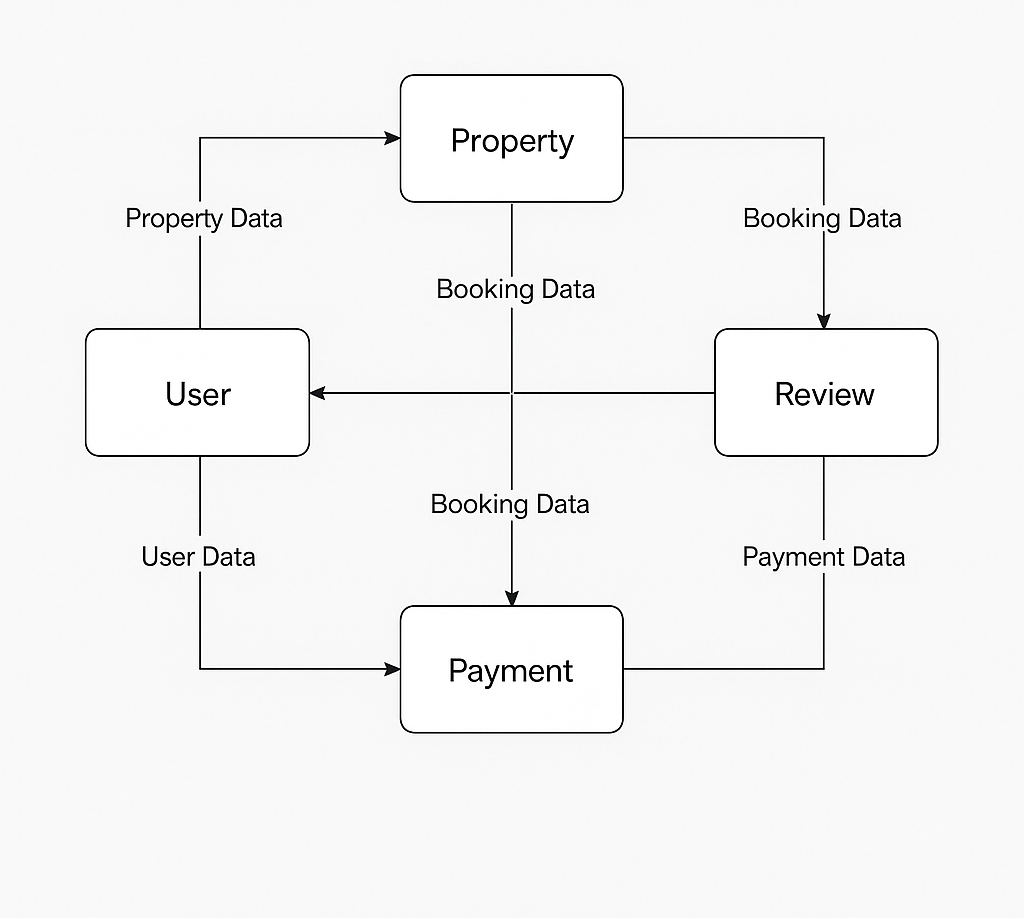 Property
Property Data
Booking Data
Booking Data
User
Review
Booking Data
User Data
Payment Data
Payment